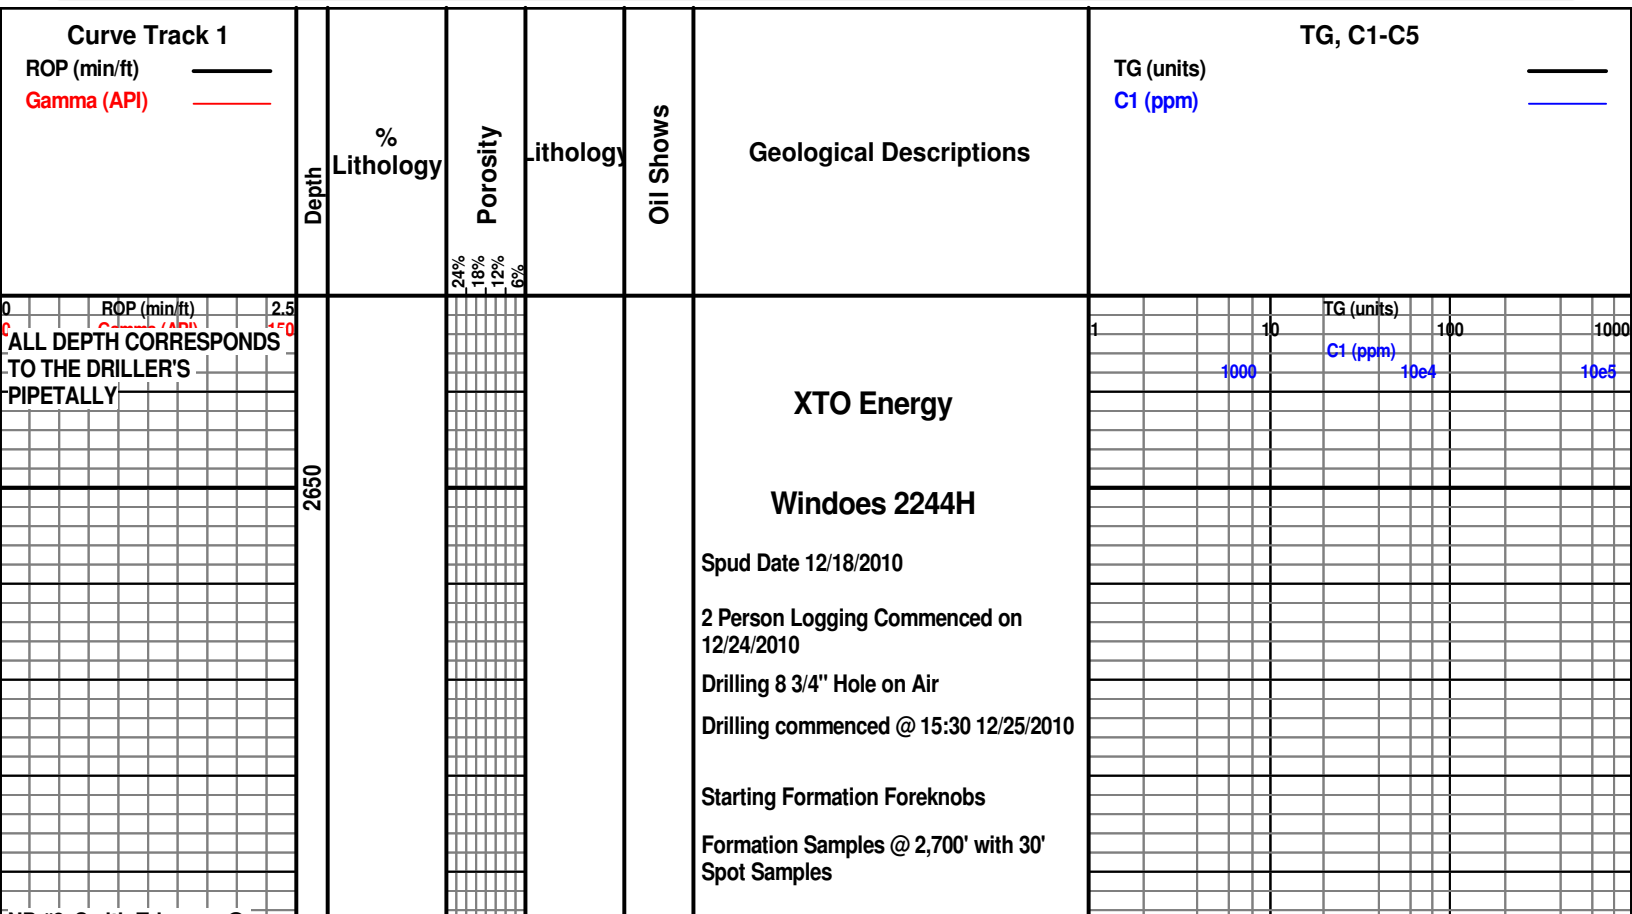 Curve Track 1
ROP (min/ft)
Gamma (API)
Depth
%
Lithology
Porosity
24%
18%
12%
6%
Lithology
Oil Shows
Geological Descriptions
TG, C1-C5
TG (units)
C1 (ppm)
0 ROP (min/ft) 2.5
0 Gamma (API) 150
ALL DEPTH CORRESPONDS
TO THE DRILLER'S
PIPETALLY
2650
XTO Energy
Windoes 2244H
Spud Date 12/18/2010
2 Person Logging Commenced on
12/24/2010
Drilling 8 3/4" Hole on Air
Drilling commenced @ 15:30 12/25/2010
Starting Formation Foreknobs
Formation Samples @ 2,700' with 30'
Spot Samples
TG (units)
1 10 100 1000
C1 (ppm)
1000 10e4 10e5